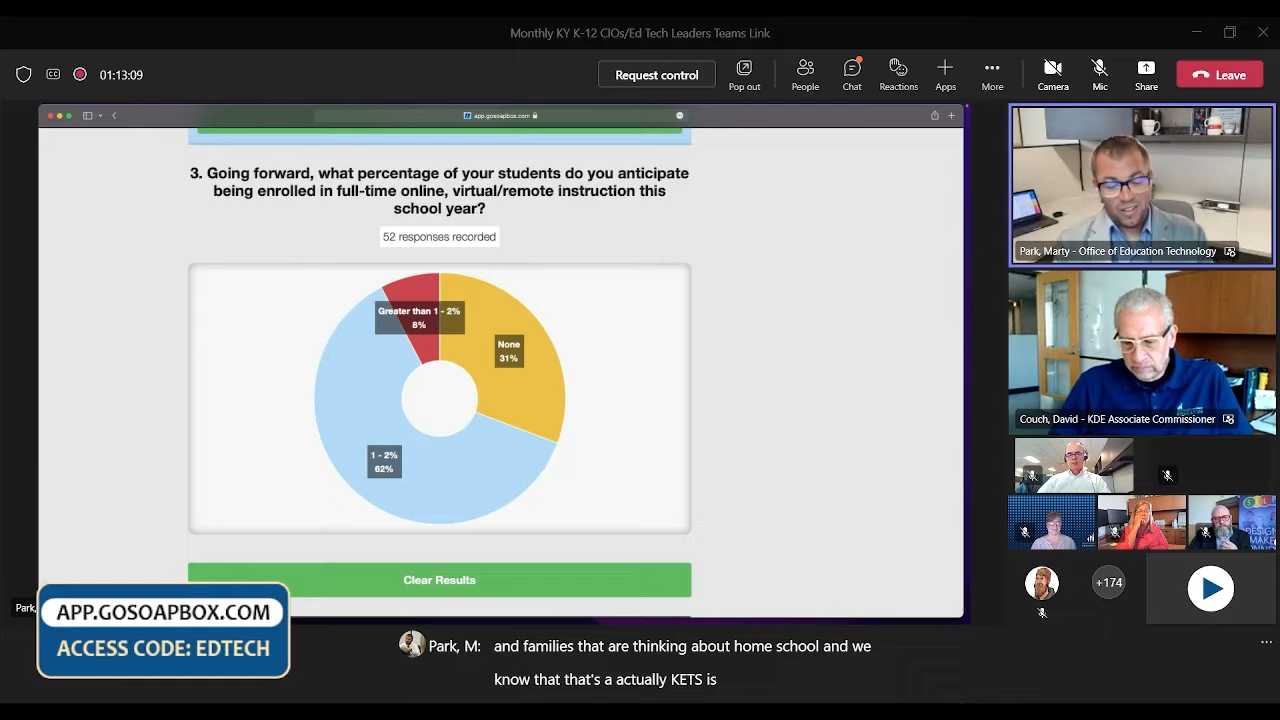 Monthly KY K-12 CIOs/Ed Tech Leaders Teams Link
CC
01:13:09
Request control
Pop out
People
Chat
Reactions
Apps
More
Camera
Mic
Share
Leave
app.gosoapbox.com
3. Going forward, what percentage of your students do you anticipate
being enrolled in full-time online, virtual/remote instruction this
school year?
52 responses recorded
Greater than 1 - 2%
8%
None
31%
1 - 2%
62%
Clear Results
Park, Marty - Office of Education Technology
Couch, David - KDE Associate Commissioner
+174
Park,
APP.GOSOAPBOX.COM
ACCESS CODE: EDTECH
Park, M: and families that are thinking about home school and we
know that that's a actually KETS is